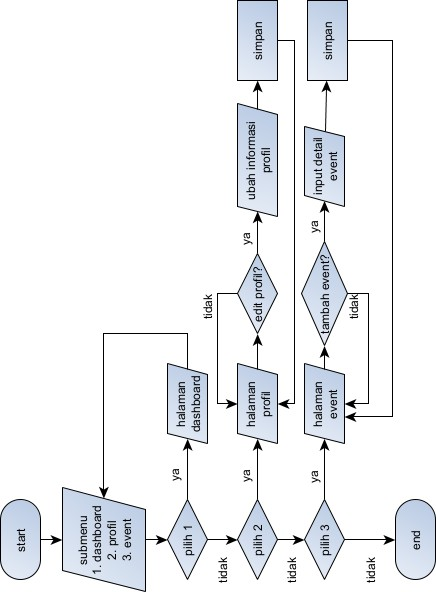 start
submenu
1. dashboard
2. profil
3. event
pilih 1
ya
halaman
dashboard
tidak
pilih 2
ya
halaman
profil
edit profil?
tidak
ya
ubah informasi
profil
simpan
tidak
pilih 3
ya
halaman
event
tambah event?
tidak
ya
input detail
event
simpan
tidak
end